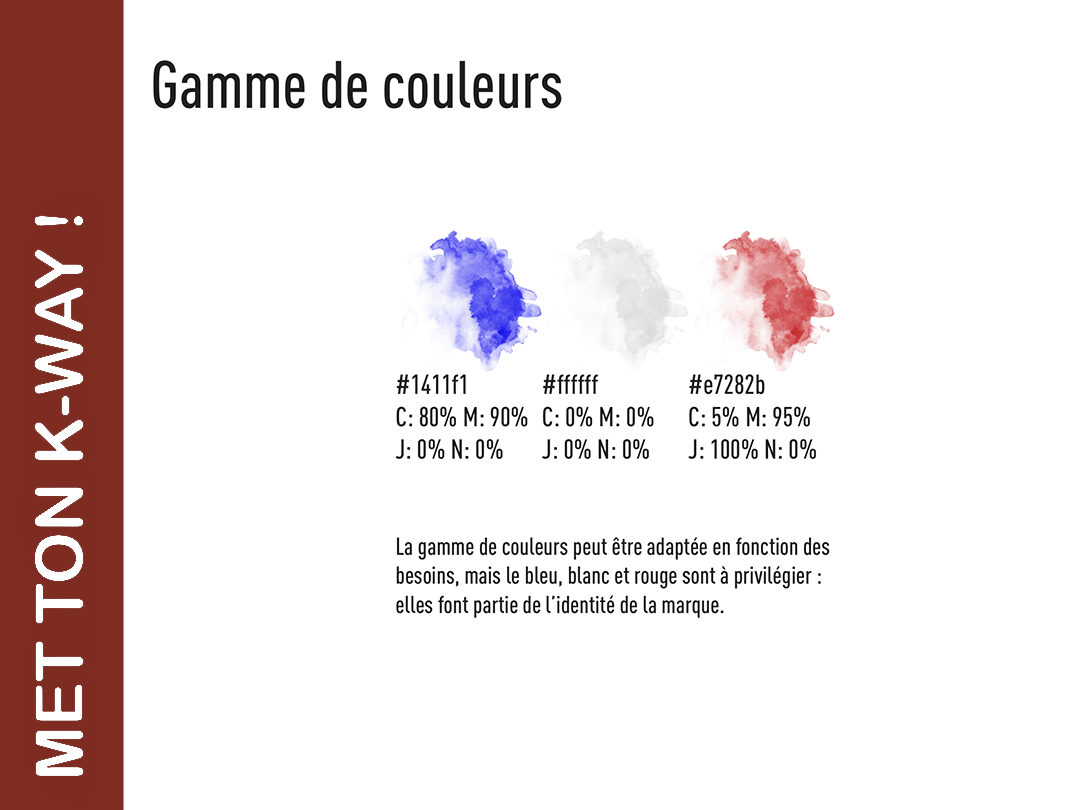 MET TON K-WAY !
Gamme de couleurs
#1411f1
C: 80% M: 90%
J: 0% N: 0%
#ffffff
C: 0% M: 0%
J: 0% N: 0%
#e7282b
C: 5% M: 95%
J: 100% N: 0%
La gamme de couleurs peut être adaptée en fonction des
besoins, mais le bleu, blanc et rouge sont à privilégier :
elles font partie de l’identité de la marque.